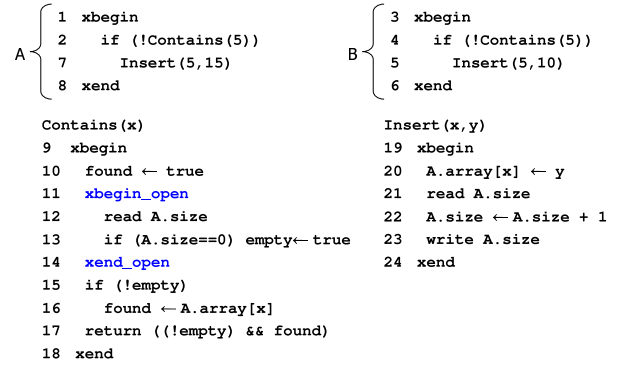 A
1 xbegin
2 if (!Contains(5))
7 Insert(5,15)
8 xend
B
3 xbegin
4 if (!Contains(5))
5 Insert(5,10)
6 xend
Contains(x)
9 xbegin
10 found ← true
11 xbegin_open
12 read A.size
13 if (A.size==0) empty← true
14 xend_open
15 if (!empty)
16 found ← A.array[x]
17 return ((!empty) && found)
18 xend
Insert(x,y)
19 xbegin
20 A.array[x] ← y
21 read A.size
22 A.size ← A.size + 1
23 write A.size
24 xend